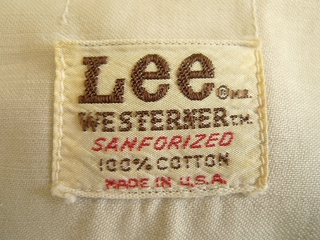 Lee ® M.R.
WESTERNER T.M.
SANFORIZED
100% COTTON
MADE IN U.S.A.